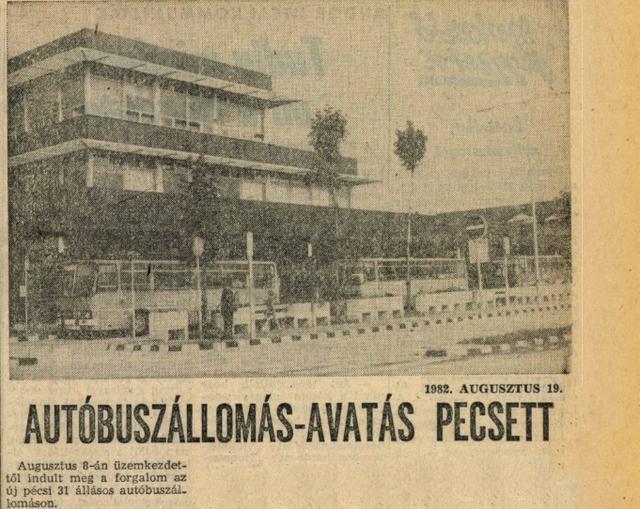 1982. AUGUSZTUS 19.
AUTÓBUSZÁLLOMÁS-AVATÁS PECSETT
Augusztus 8-án üzemkezdet-
től indult meg a forgalom az
új pécsi 31 állásos autóbuszál-
lomáson.